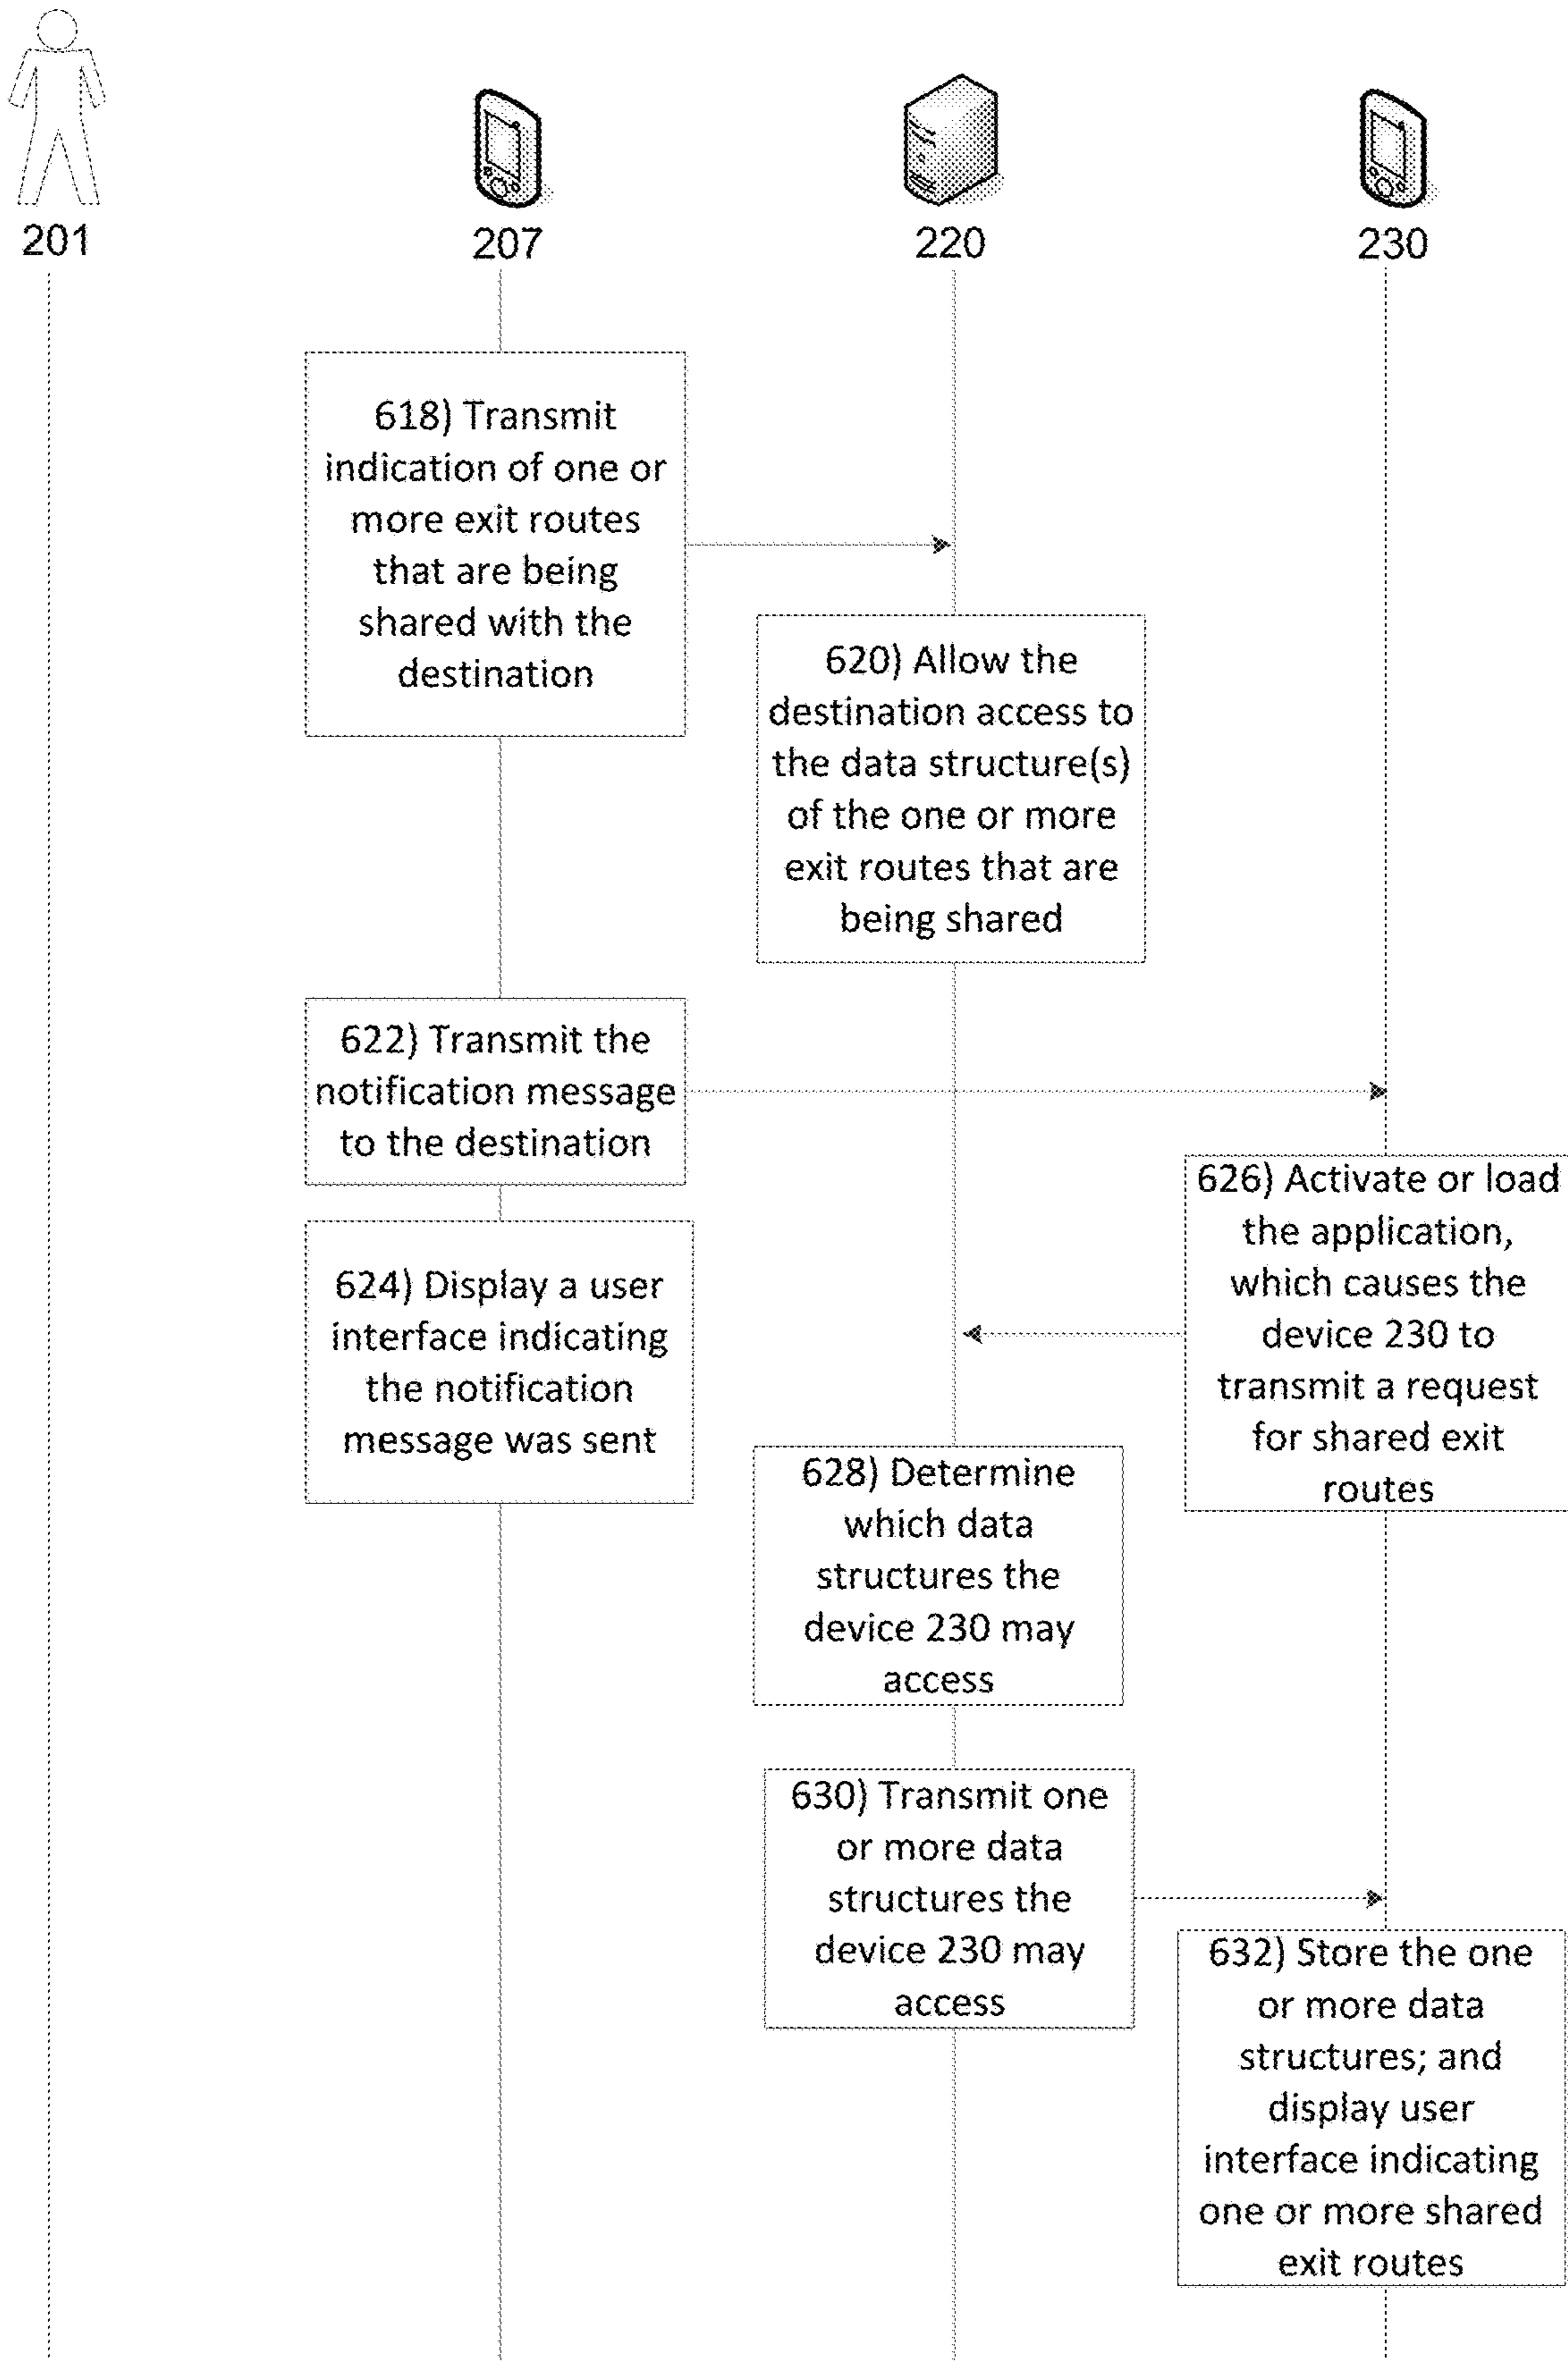 201
207
220
230
618) Transmit
indication of one or
more exit routes
that are being
shared with the
destination
620) Allow the
destination access to
the data structure(s)
of the one or more
exit routes that are
being shared
622) Transmit the
notification message
to the destination
624) Display a user
interface indicating
the notification
message was sent
626) Activate or load
the application,
which causes the
device 230 to
transmit a request
for shared exit
routes
628) Determine
which data
structures the
device 230 may
access
630) Transmit one
or more data
structures the
device 230 may
access
632) Store the one
or more data
structures; and
display user
interface indicating
one or more shared
exit routes